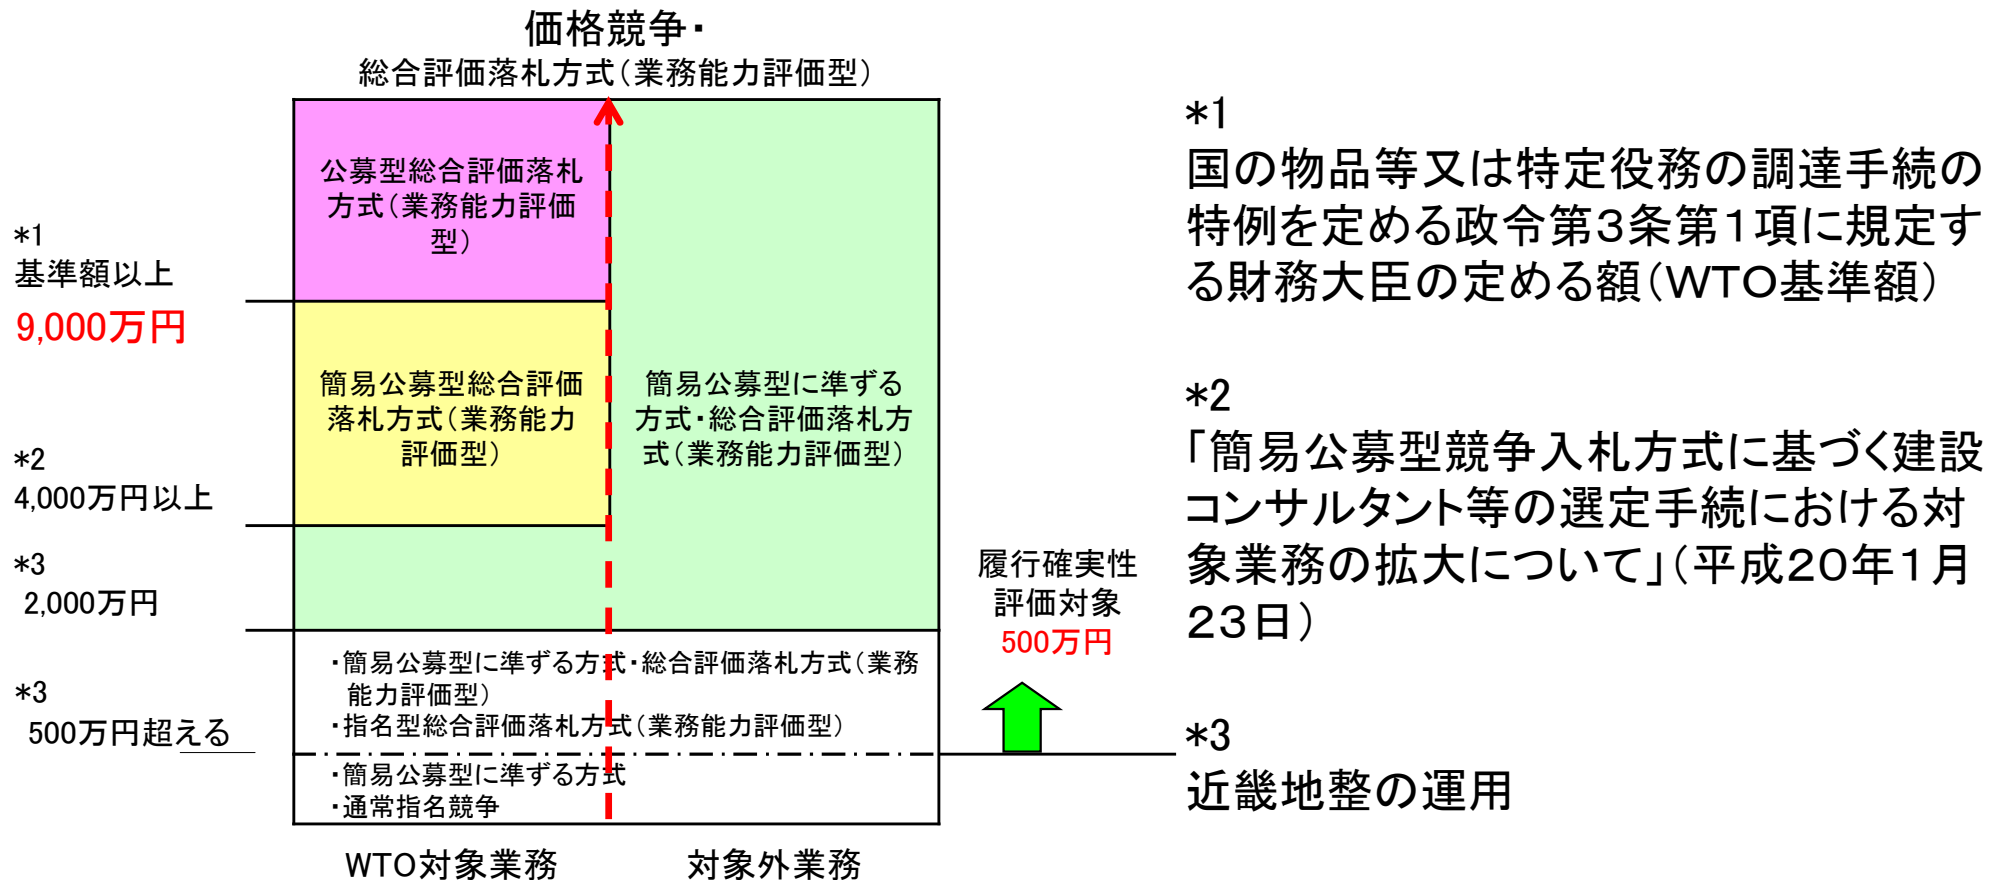 価格競争・
総合評価落札方式（業務能力評価型）
公募型総合評価落札
方式（業務能力評価
型）
*1
基準額以上
9,000万円
簡易公募型総合評価
落札方式（業務能力
評価型）
簡易公募型に準ずる
方式・総合評価落札方
式（業務能力評価型）
*2
4,000万円以上
*3
2,000万円
・簡易公募型に準ずる方式・総合評価落札方式（業務
能力評価型）
・指名型総合評価落札方式（業務能力評価型）
*3
500万円超える
・簡易公募型に準ずる方式
・通常指名競争
WTO対象業務
対象外業務
履行確実性
評価対象
500万円
*1
国の物品等又は特定役務の調達手続の
特例を定める政令第３条第１項に規定す
る財務大臣の定める額（ＷＴＯ基準額）
*2
「簡易公募型競争入札方式に基づく建設
コンサルタント等の選定手続における対
象業務の拡大について」（平成２０年１月
２３日）
*3
近畿地整の運用